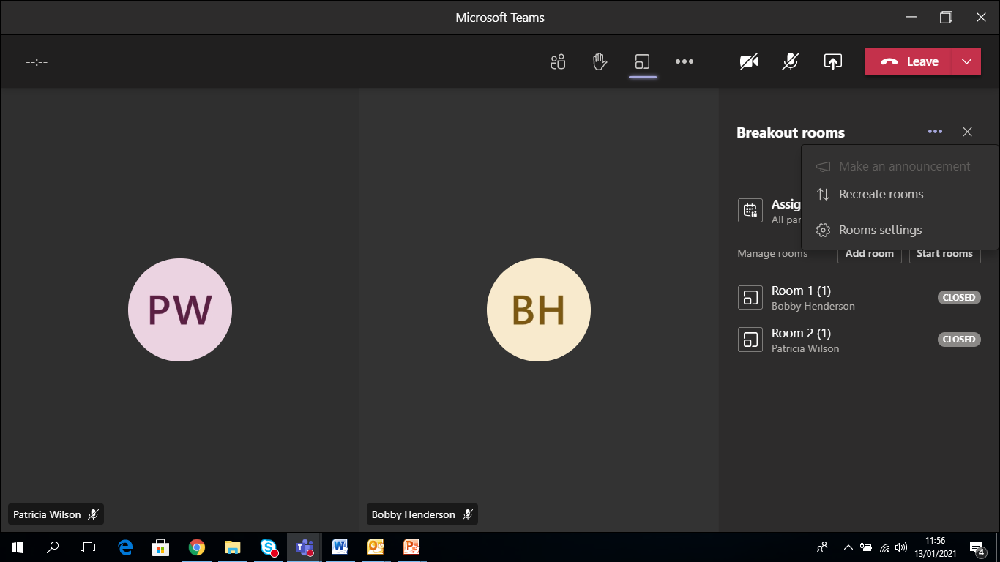 Microsoft Teams
--:--
Leave
Breakout rooms
Make an announcement
Recreate rooms
Assig
All par
Rooms settings
Manage rooms
Add room
Start rooms
Room 1 (1)
CLOSED
Bobby Henderson
Room 2 (1)
CLOSED
Patricia Wilson
PW
BH
Patricia Wilson
Bobby Henderson
11:56
13/01/2021
4